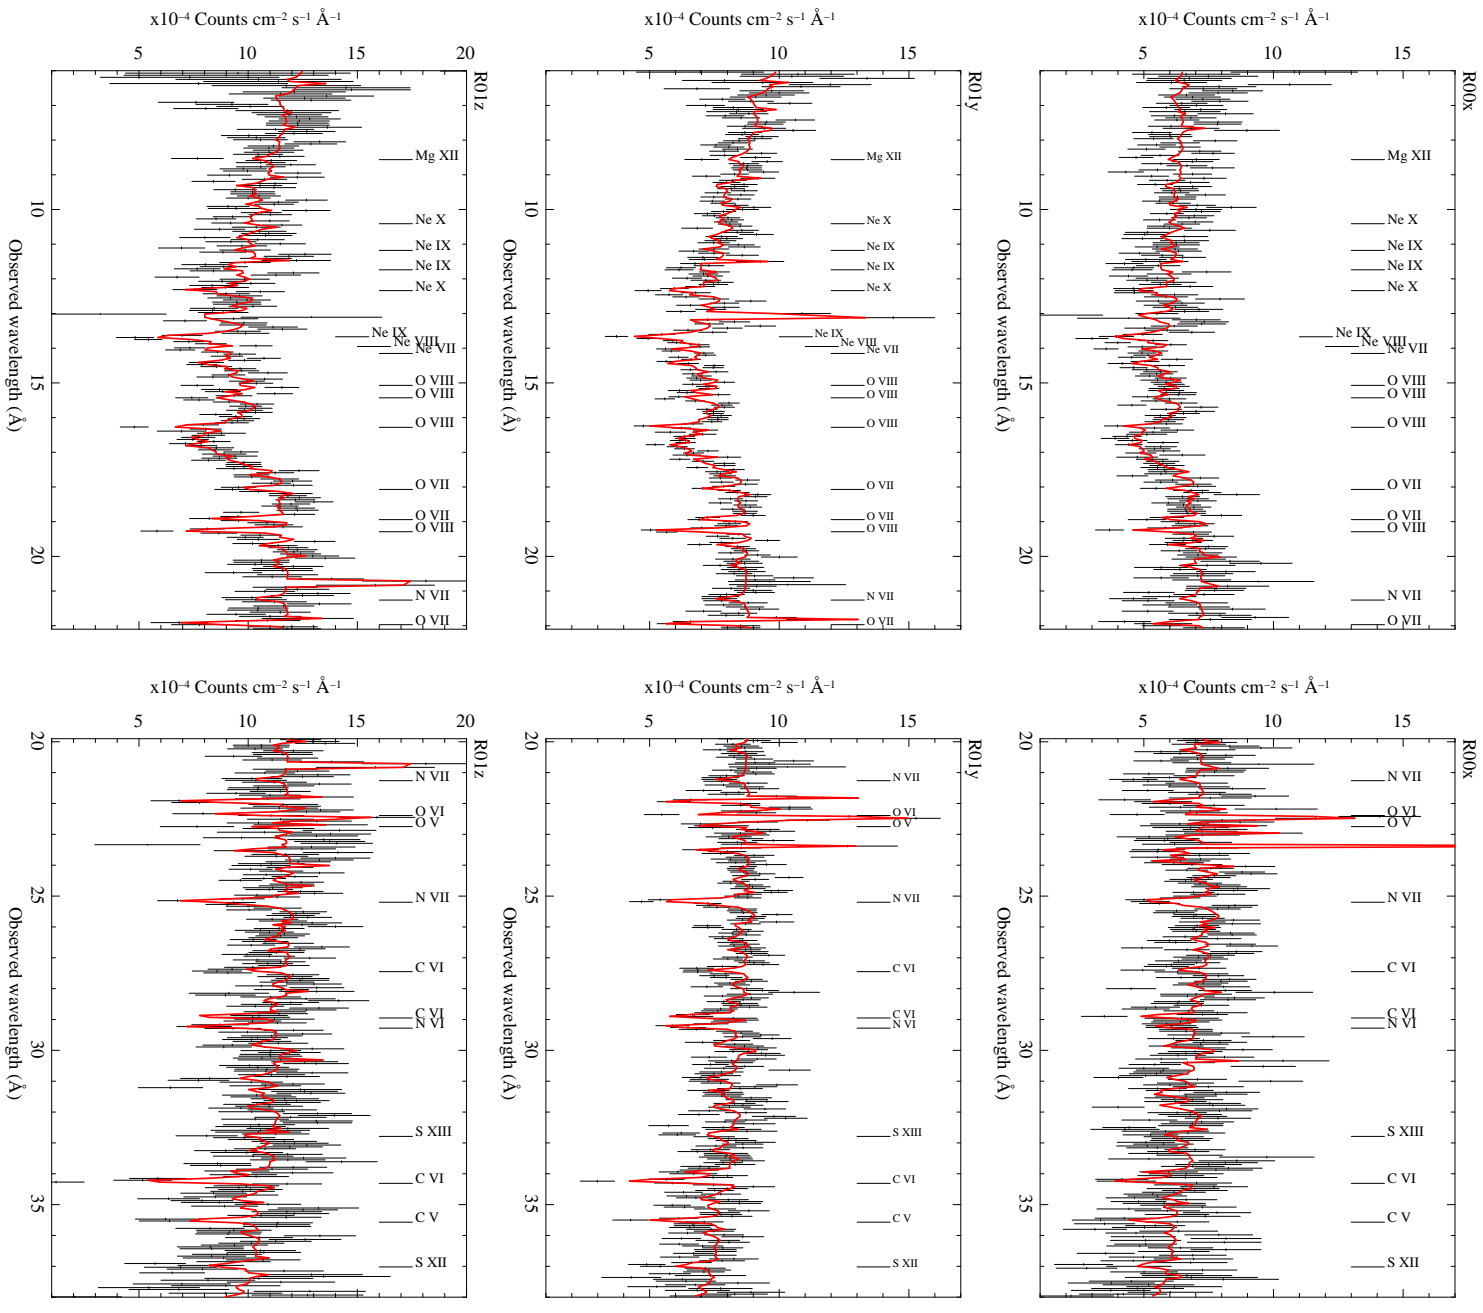 x10⁻⁴ Counts cm⁻² s⁻¹ Å⁻¹
5 10 15 20
R01z
10
15
20
Observed wavelength (Å)
Mg XII
Ne X
Ne IX
Ne IX
Ne X
Ne IX
Ne VIII
Ne VII
O VIII
O VIII
O VIII
O VII
O VII
O VIII
N VII
O VII
x10⁻⁴ Counts cm⁻² s⁻¹ Å⁻¹
5 10 15
R01y
10
15
20
Observed wavelength (Å)
Mg XII
Ne X
Ne IX
Ne IX
Ne X
Ne IX
Ne VIII
Ne VII
O VIII
O VIII
O VIII
O VII
O VII
O VIII
N VII
O VII
x10⁻⁴ Counts cm⁻² s⁻¹ Å⁻¹
5 10 15
R00x
10
15
20
Observed wavelength (Å)
Mg XII
Ne X
Ne IX
Ne IX
Ne X
Ne IX
Ne VIII
Ne VII
O VIII
O VIII
O VIII
O VII
O VII
O VIII
N VII
O VII
x10⁻⁴ Counts cm⁻² s⁻¹ Å⁻¹
5 10 15 20
R01z
20
25
30
35
Observed wavelength (Å)
N VII
O VI
O V
N VII
C VI
C VI
N VI
S XIII
C VI
C V
S XII
x10⁻⁴ Counts cm⁻² s⁻¹ Å⁻¹
5 10 15
R01y
20
25
30
35
Observed wavelength (Å)
N VII
O VI
O V
N VII
C VI
C VI
N VI
S XIII
C VI
C V
S XII
x10⁻⁴ Counts cm⁻² s⁻¹ Å⁻¹
5 10 15
R00x
20
25
30
35
Observed wavelength (Å)
N VII
O VI
O V
N VII
C VI
C VI
N VI
S XIII
C VI
C V
S XII